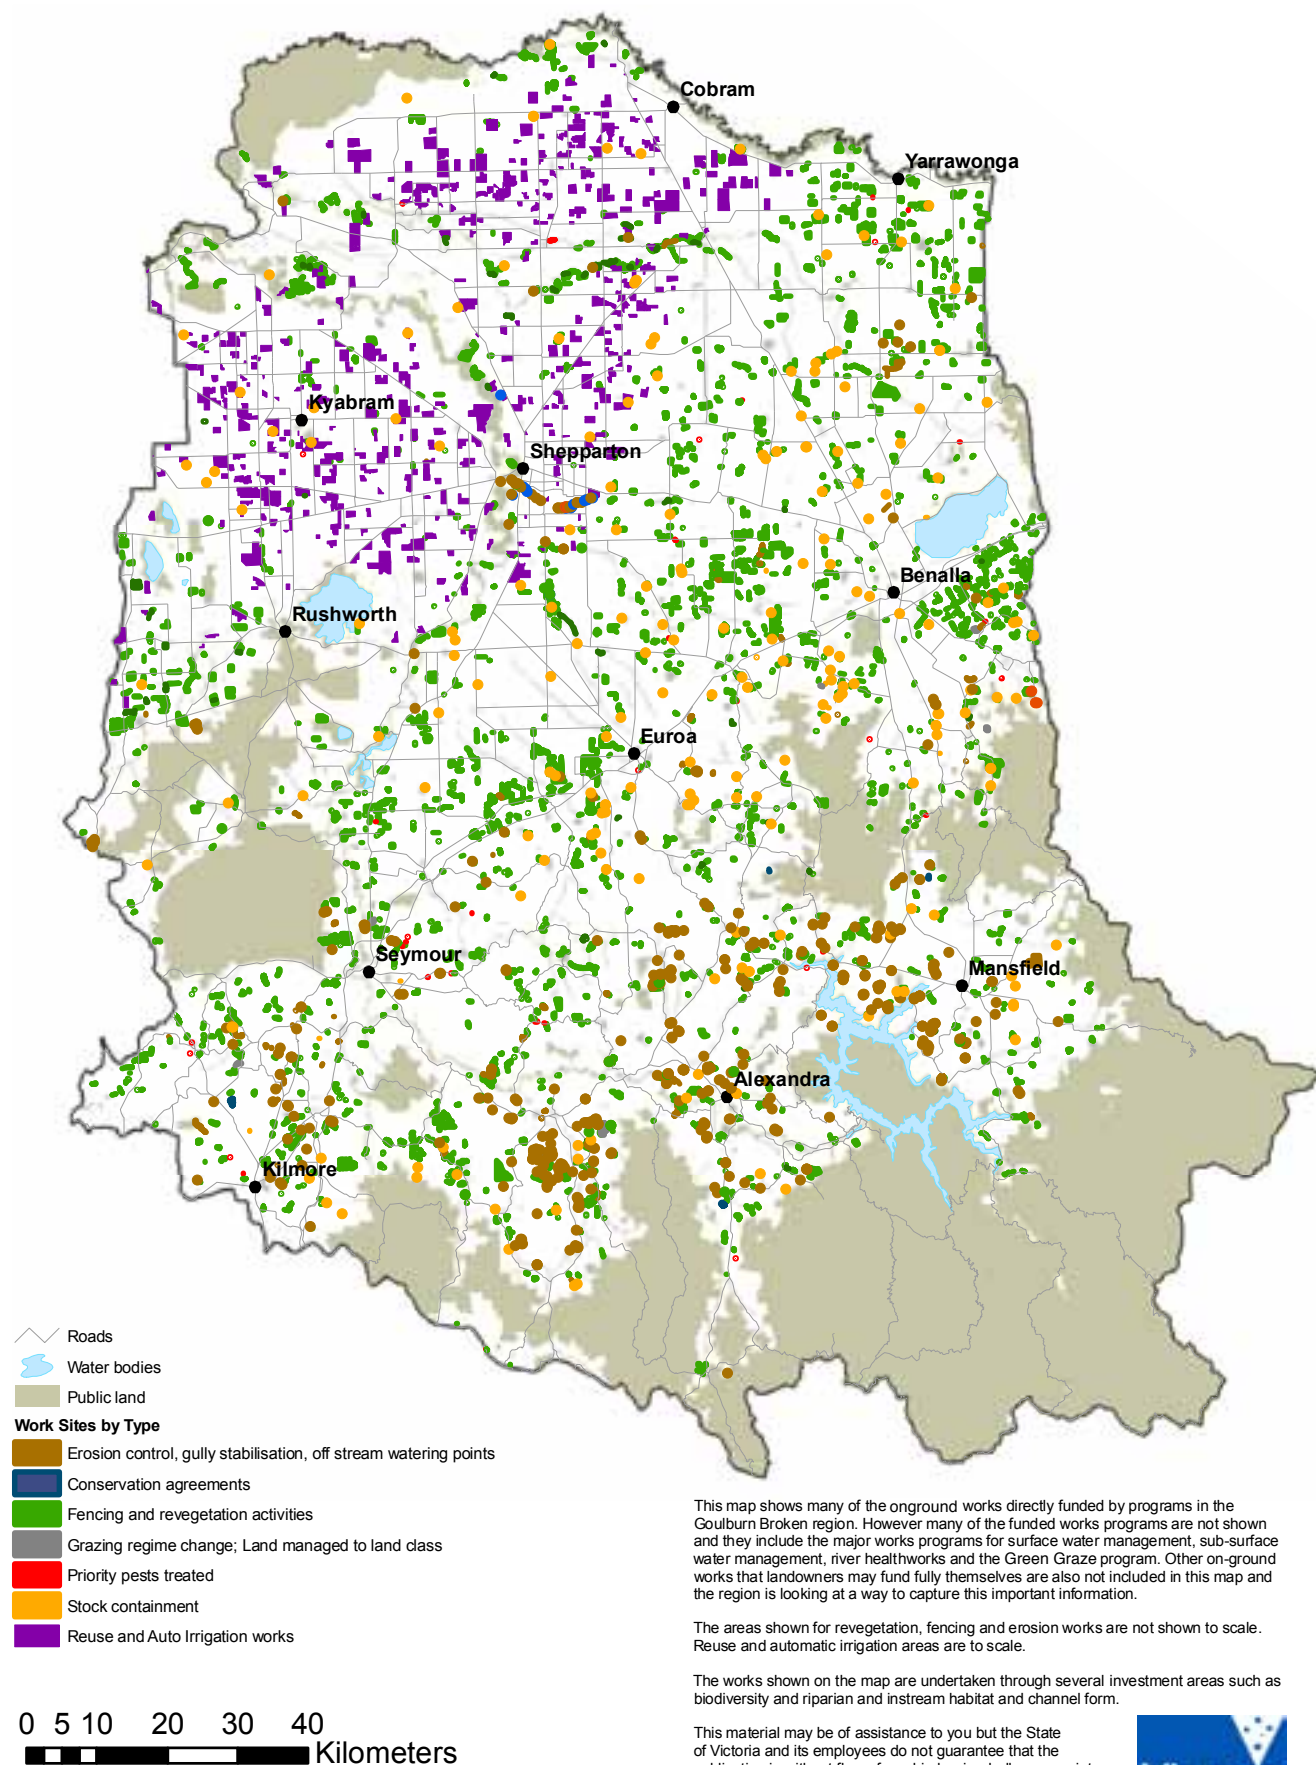 Cobram
Yarrawonga
Kyabram
Shepparton
Benalla
Rushworth
Euroa
Seymour
Mansfield
Alexandra
Kilmore
Roads
Water bodies
Public land
Work Sites by Type
Erosion control, gully stabilisation, off stream watering points
Conservation agreements
Fencing and revegetation activities
Grazing regime change; Land managed to land class
Priority pests treated
Stock containment
Reuse and Auto Irrigation works
0 5 10 20 30 40
Kilometers
This map shows many of the onground works directly funded by programs in the
Goulburn Broken region. However many of the funded works programs are not shown
and they include the major works programs for surface water management, sub-surface
water management, river healthworks and the Green Graze program. Other on-ground
works that landowners may fund fully themselves are also not included in this map and
the region is looking at a way to capture this important information.
The areas shown for revegetation, fencing and erosion works are not shown to scale.
Reuse and automatic irrigation areas are to scale.
The works shown on the map are undertaken through several investment areas such as
biodiversity and riparian and instream habitat and channel form.
This material may be of assistance to you but the State
of Victoria and its employees do not guarantee that the